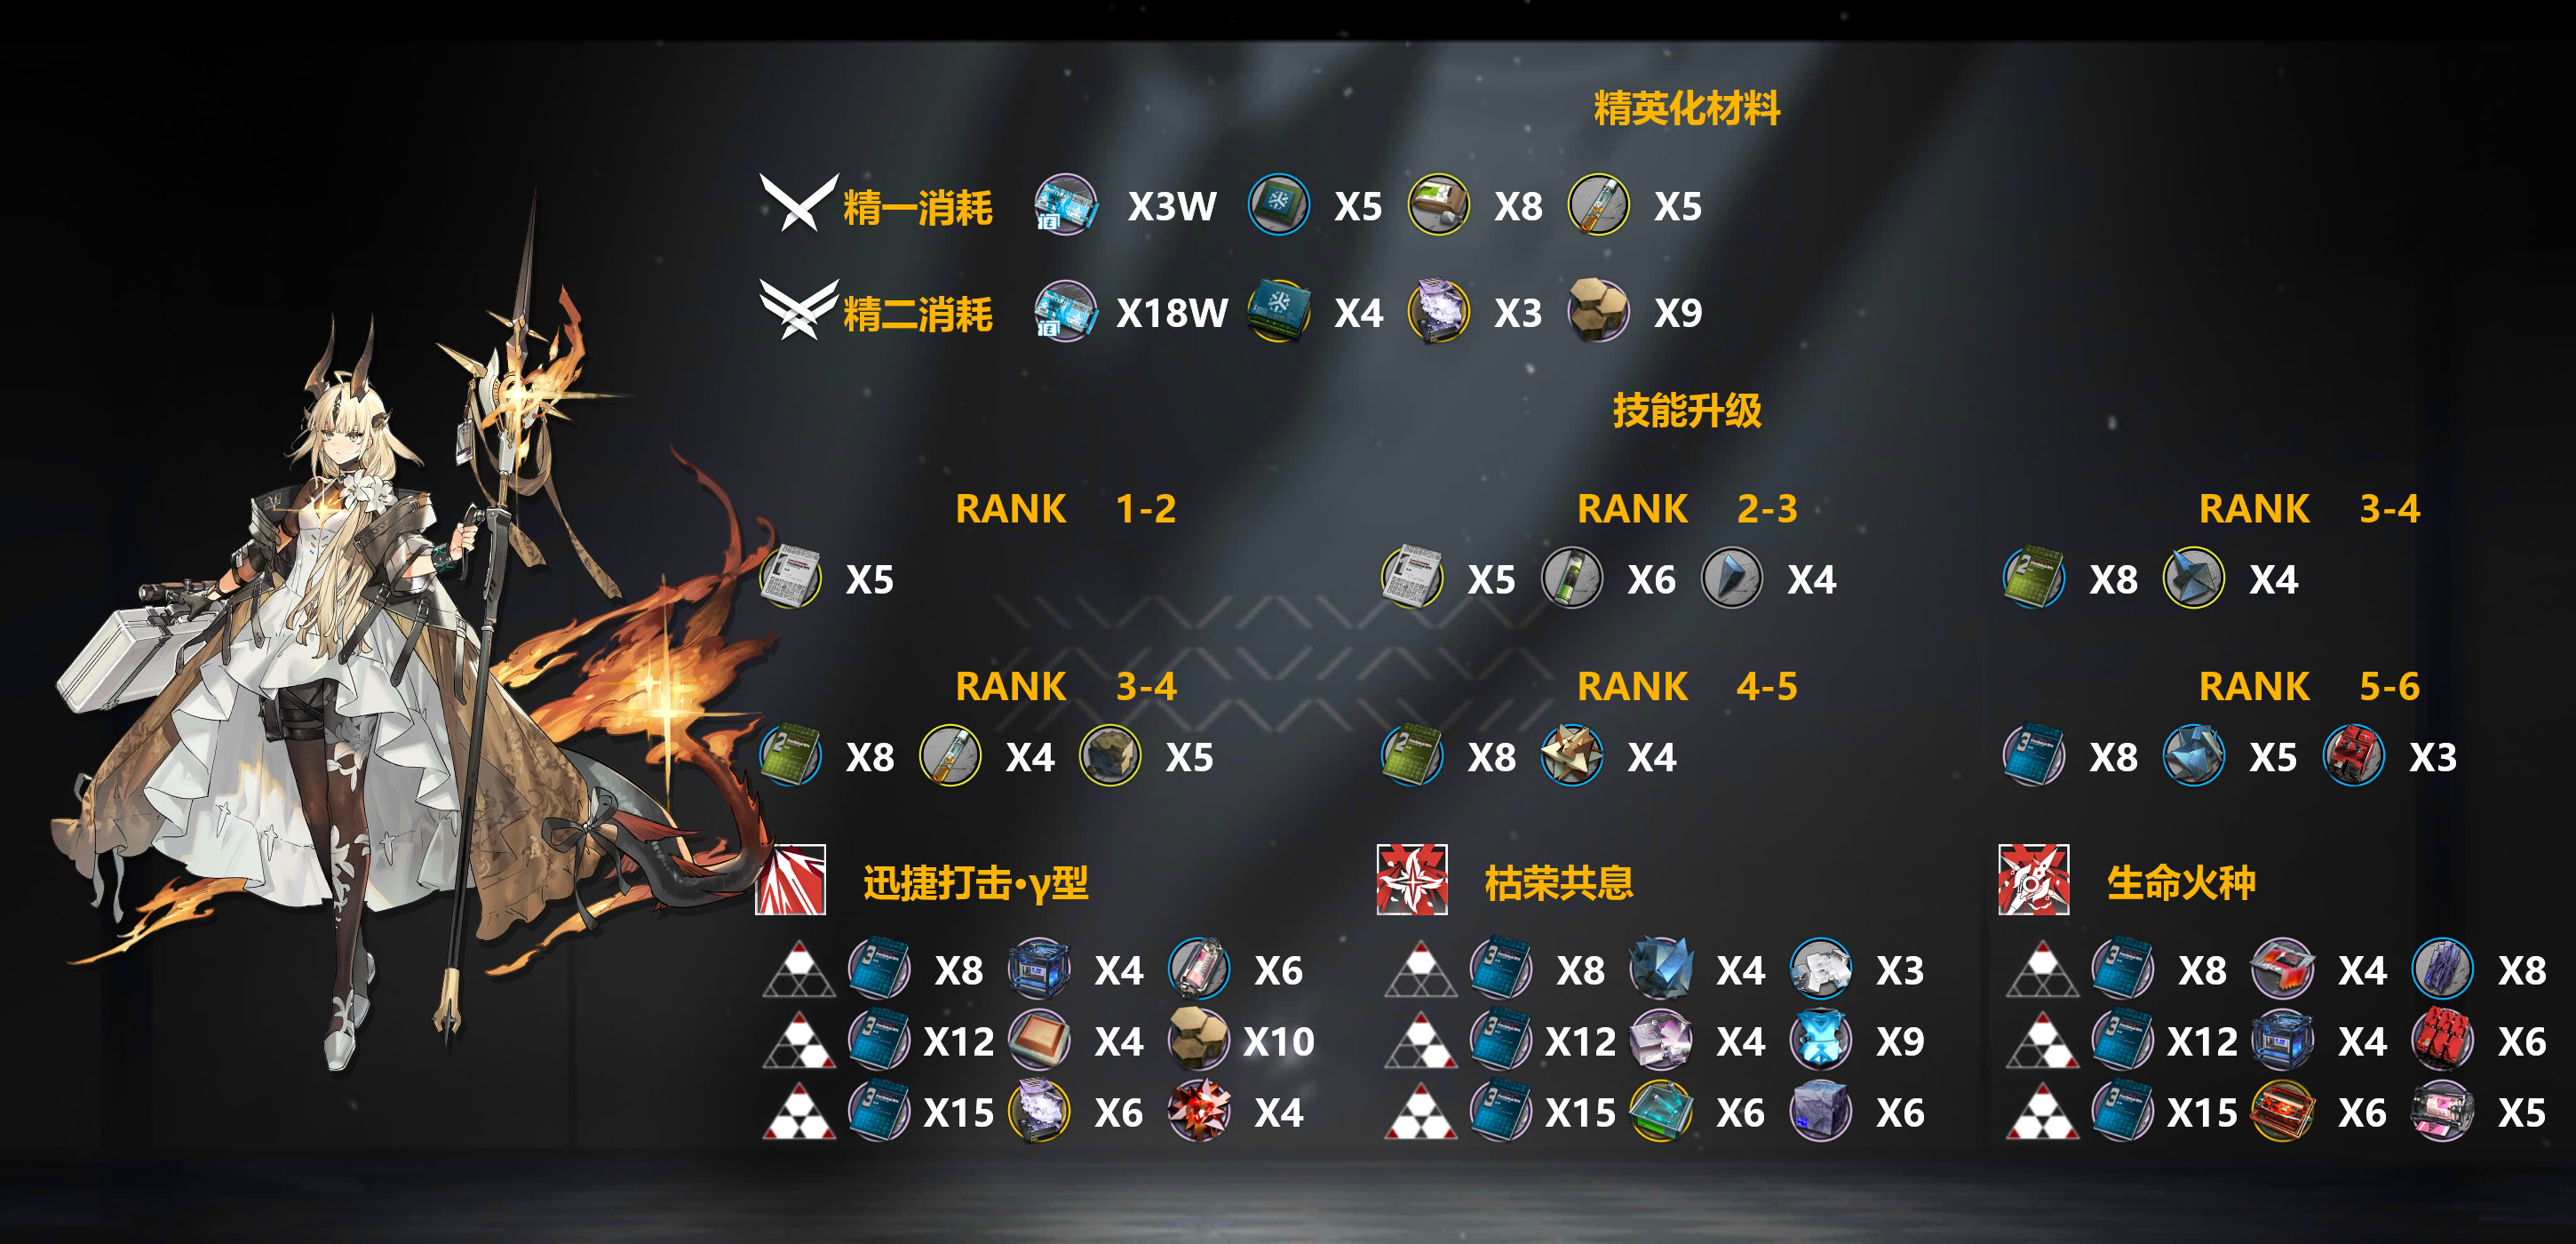 精英化材料
精一消耗 X3W X5 X8 X5
精二消耗 X18W X4 X3 X9
技能升级
RANK 1-2 RANK 2-3 RANK 3-4
X5 X5 X6 X4 X8 X4
RANK 3-4 RANK 4-5 RANK 5-6
X8 X4 X5 X8 X4 X8 X5 X3
迅捷打击·γ型 枯荣共息 生命火种
X8 X4 X6 X8 X4 X3 X8 X4 X8
X12 X4 X10 X12 X4 X9 X12 X4 X6
X15 X6 X4 X15 X6 X6 X15 X6 X5